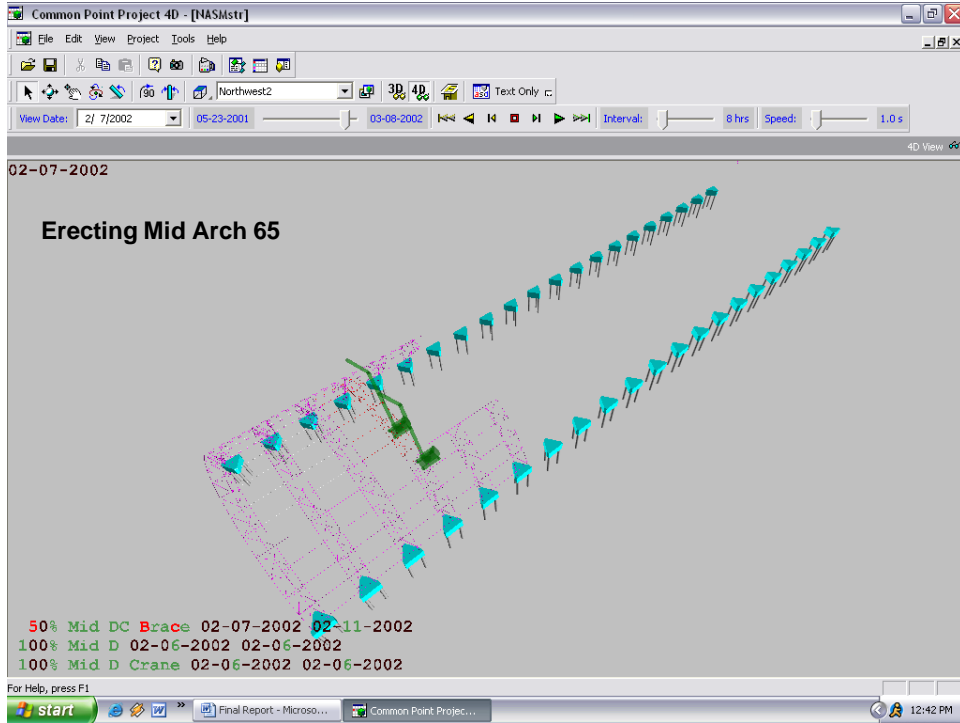 Common Point Project 4D - [NASMstr]
File Edit View Project Tools Help
Northwest2
3D 4D Text Only
View Date: 2/ 7/2002 05-23-2001 03-08-2002 Interval: 8 hrs Speed: 1.0 s
4D View
02-07-2002
Erecting Mid Arch 65
50% Mid DC Brace 02-07-2002 02-11-2002
100% Mid D 02-06-2002 02-06-2002
100% Mid D Crane 02-06-2002 02-06-2002
For Help, press F1
start Final Report - Microso... Common Point Projec... 12:42 PM